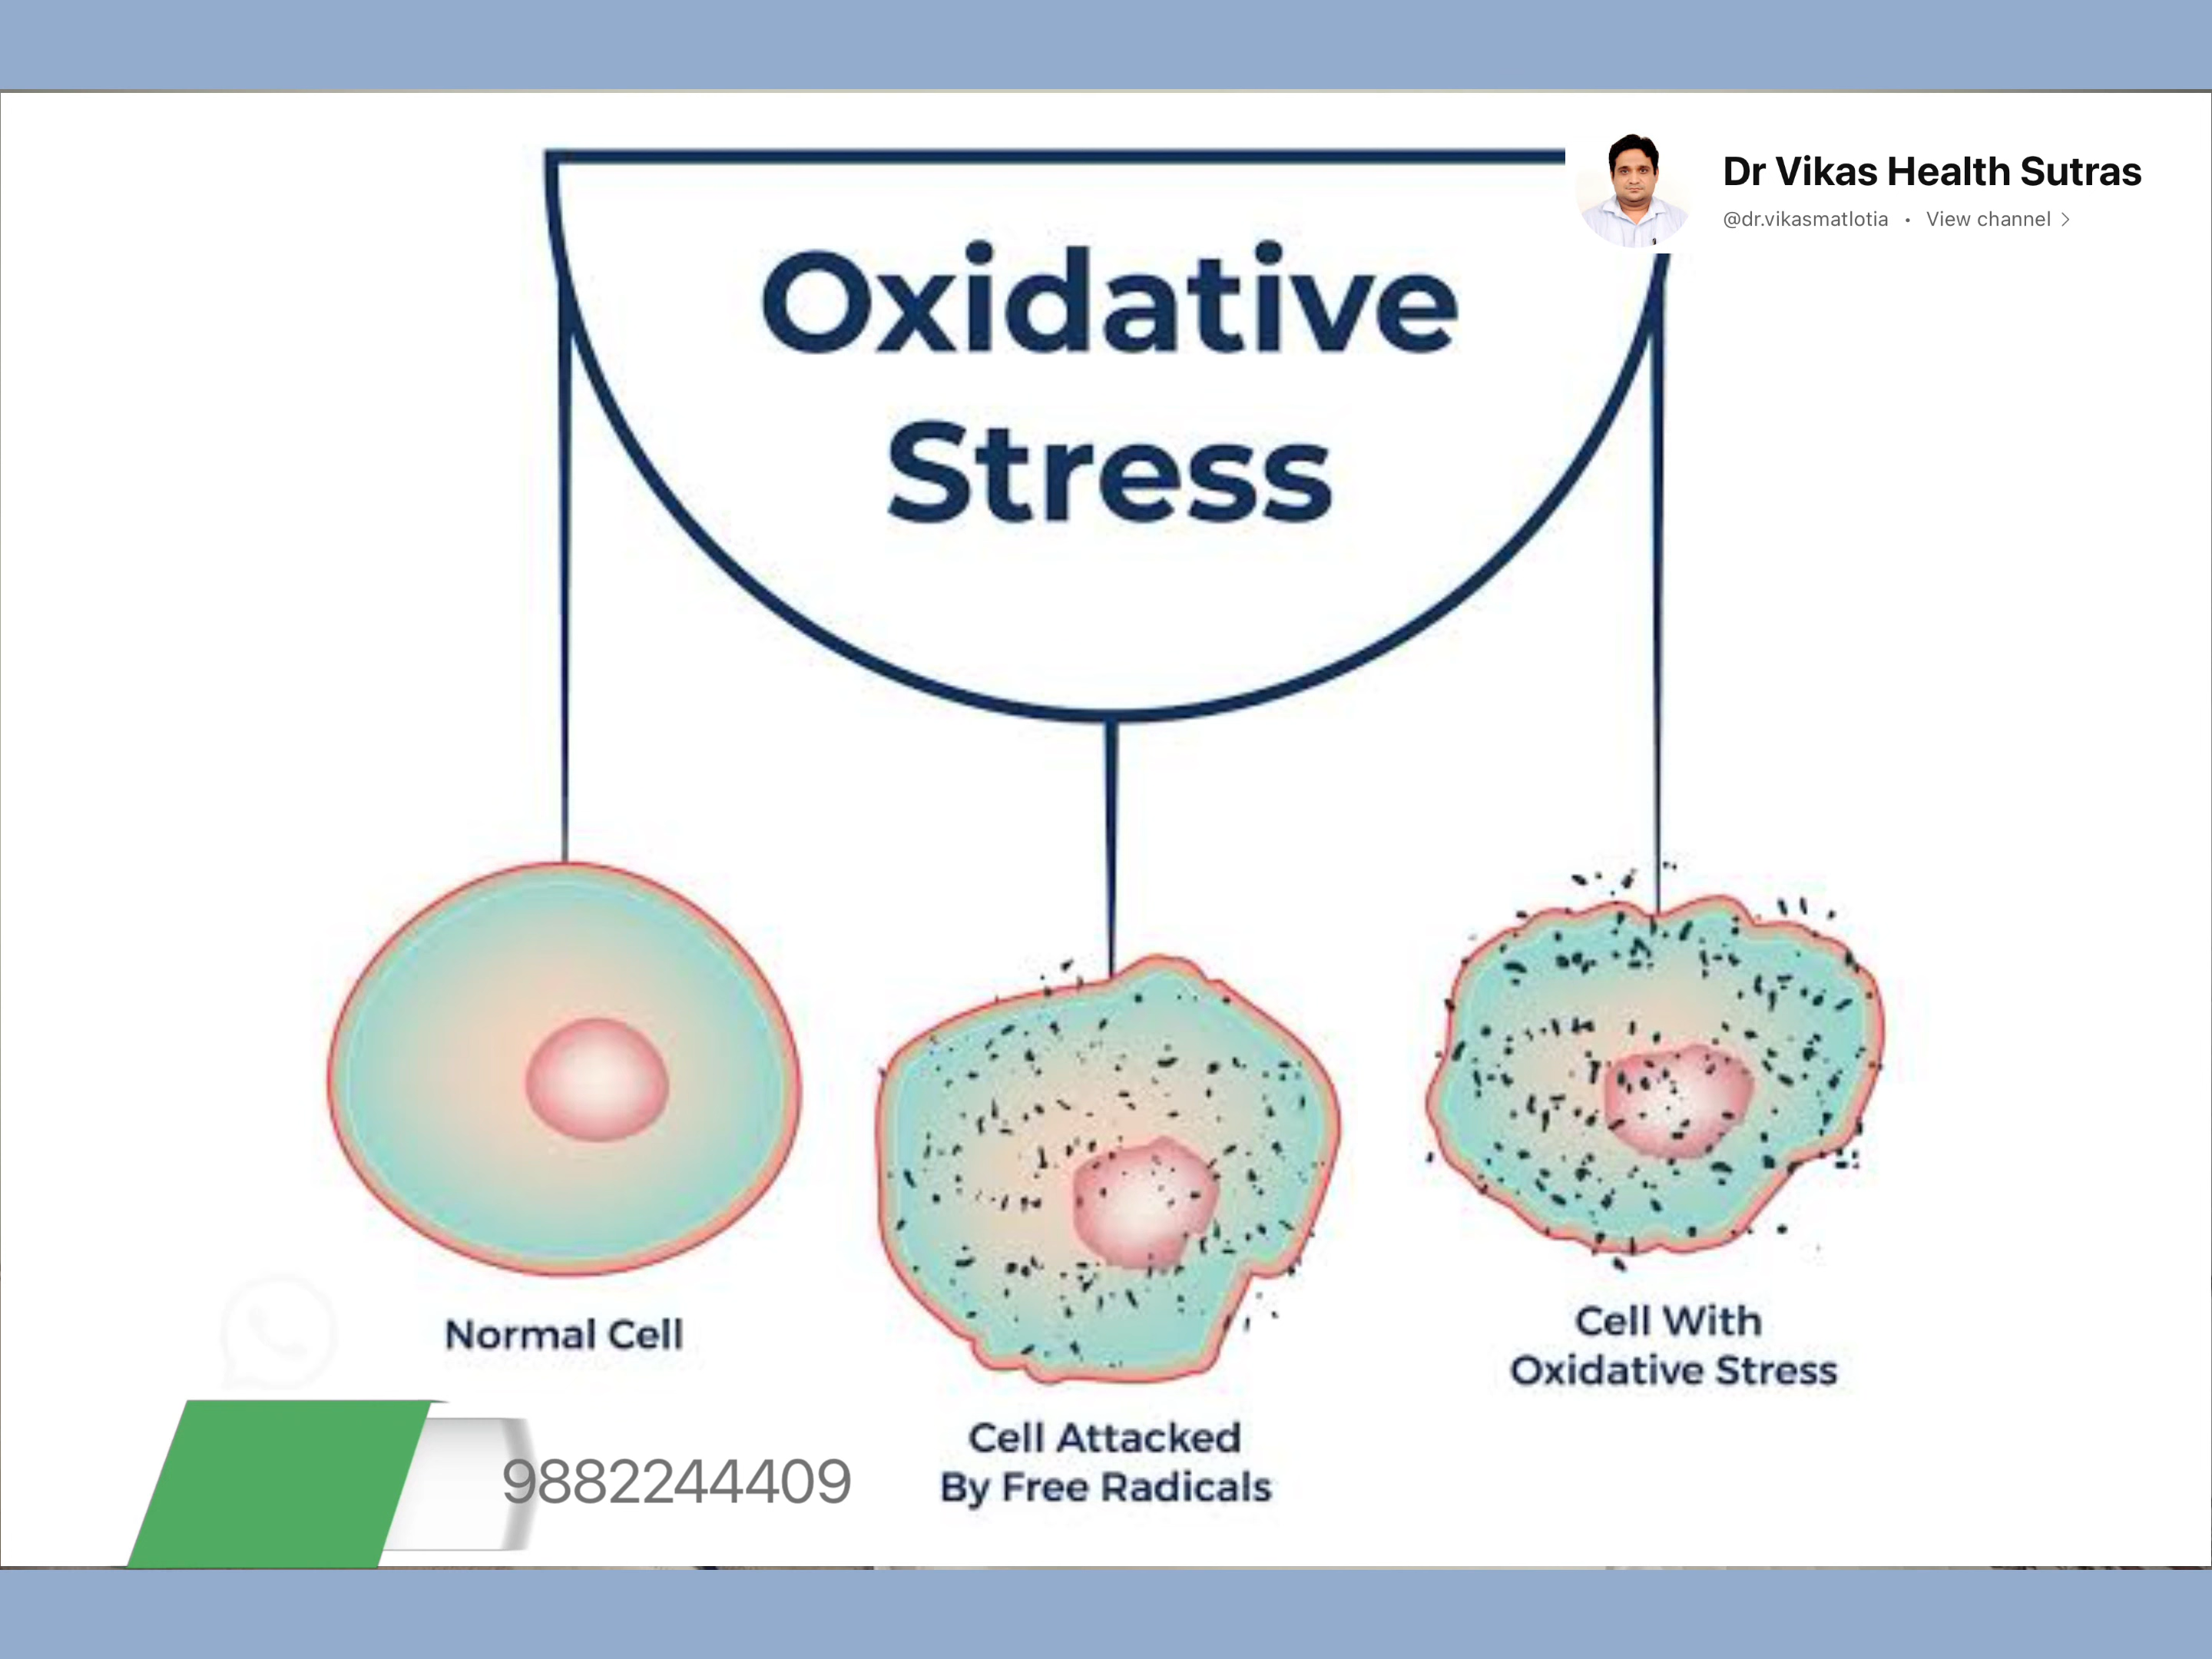 Oxidative
Stress
Dr Vikas Health Sutras
@dr.vikasmatlotia • View channel >
Normal Cell
Cell Attacked
By Free Radicals
Cell With
Oxidative Stress
9882244409